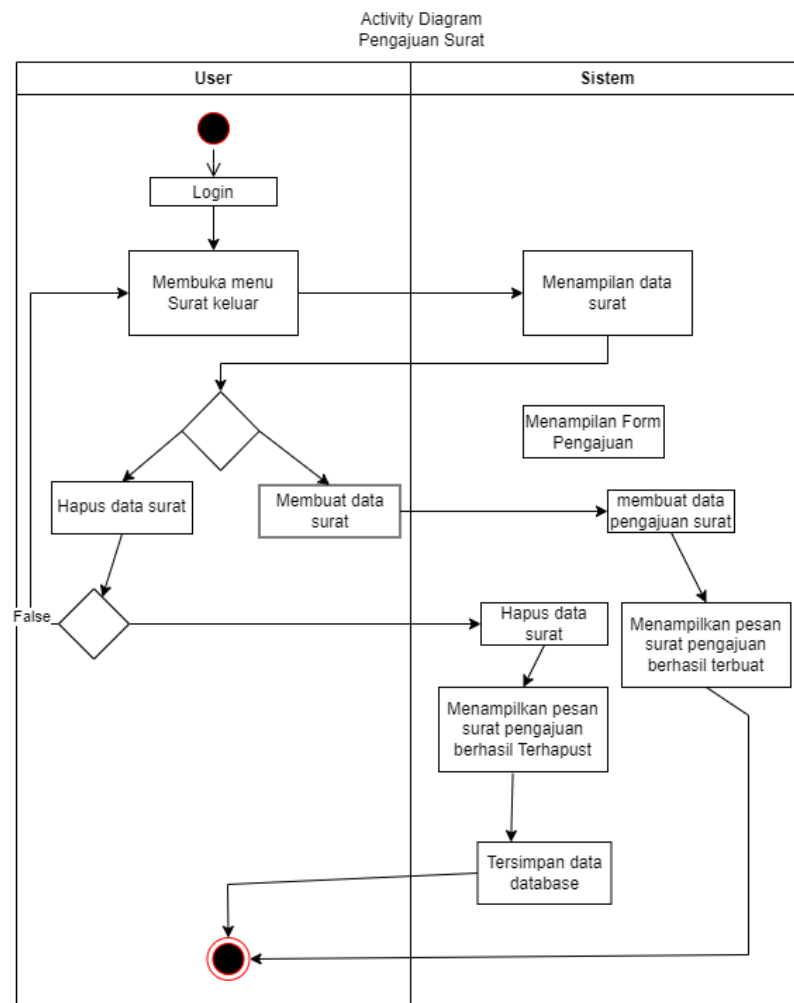 Activity Diagram
Pengajuan Surat
User
Sistem
Login
Membuka menu
Surat keluar
Menampilan data
surat
Menampilan Form
Pengajuan
Hapus data surat
Membuat data
surat
membuat data
pengajuan surat
False
Hapus data
surat
Menampilkan pesan
surat pengajuan
berhasil terbuat
Menampilkan pesan
surat pengajuan
berhasil Terhapust
Tersimpan data
database